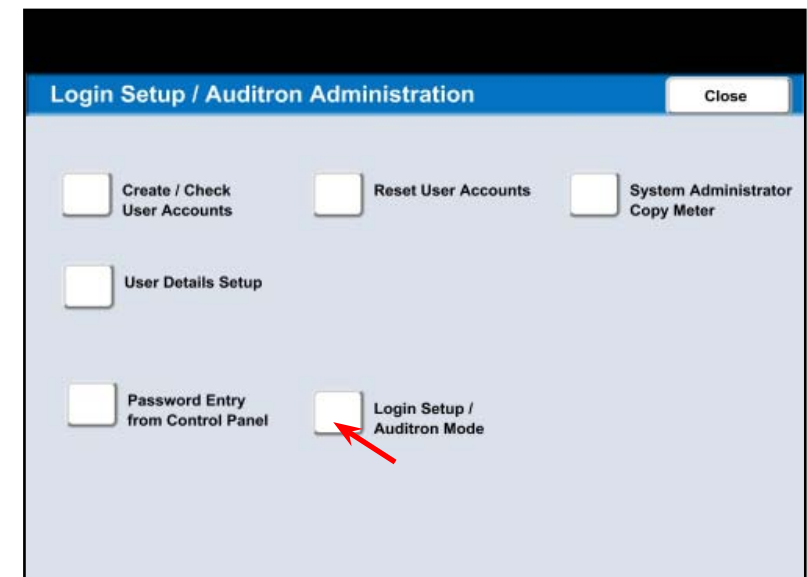 Login Setup / Auditron Administration
Close
Create / Check
User Accounts
Reset User Accounts
System Administrator
Copy Meter
User Details Setup
Password Entry
from Control Panel
Login Setup /
Auditron Mode